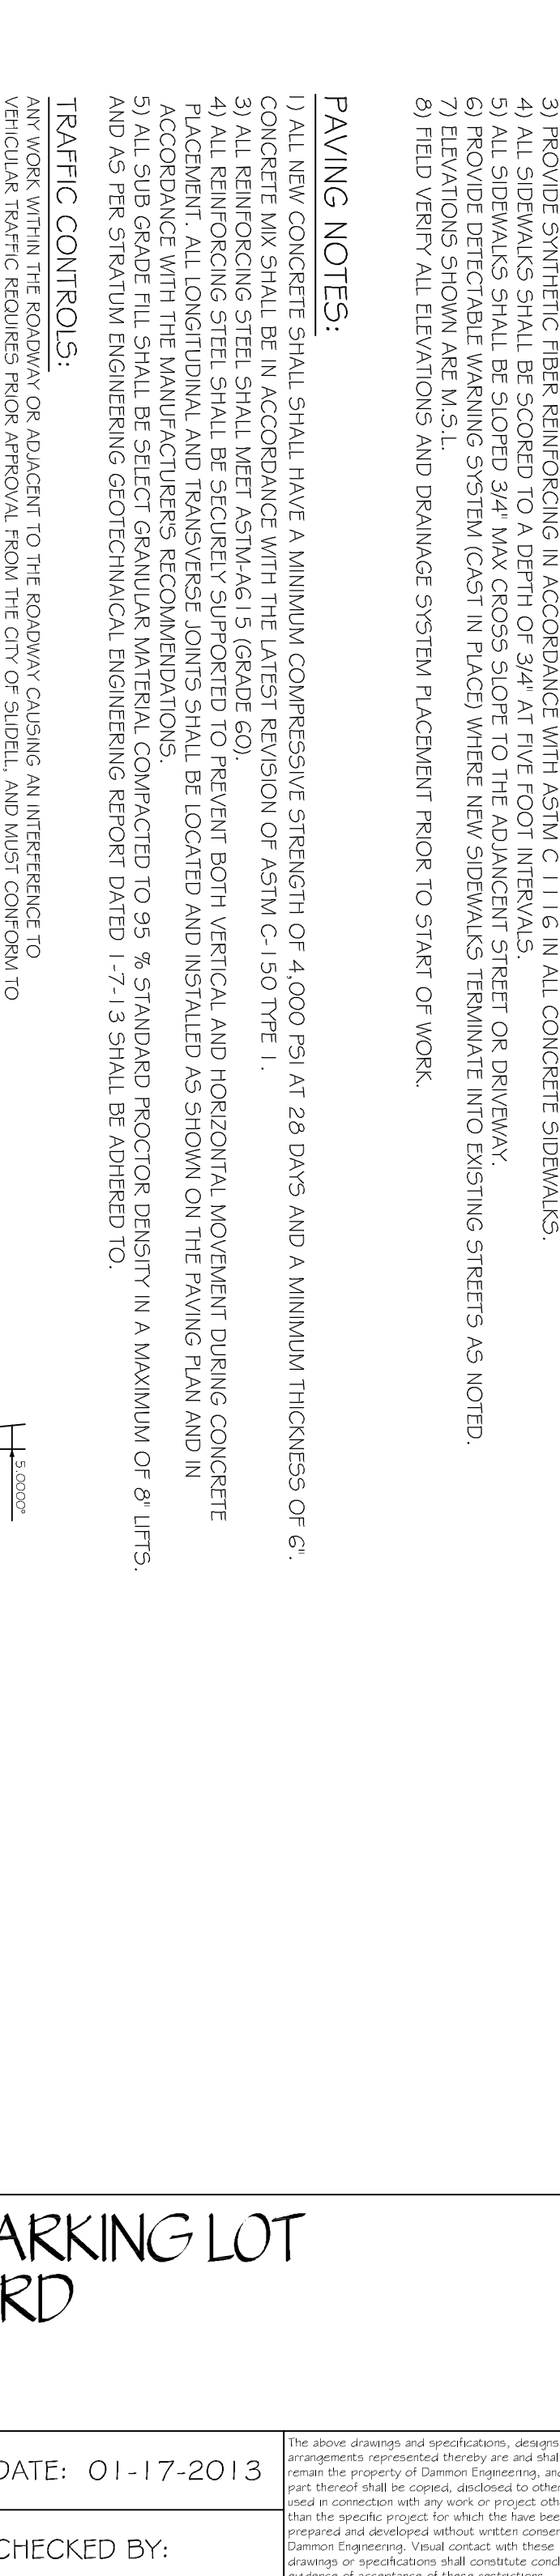 3) PROVIDE SYNTHETIC FIBER REINFORCING IN ACCORDANCE WITH ASTM C 1116 IN ALL CONCRETE SIDEWALKS.
4) ALL SIDEWALKS SHALL BE SCORED TO A DEPTH OF 3/4" AT FIVE FOOT INTERVALS.
5) ALL SIDEWALKS SHALL BE SLOPED 3/4" MAX CROSS SLOPE TO THE ADJANCENT STREET OR DRIVEWAY.
6) PROVIDE DETECTABLE WARNING SYSTEM (CAST IN PLACE) WHERE NEW SIDEWALKS TERMINATE INTO EXISTING STREETS AS NOTED.
7) ELEVATIONS SHOWN ARE M.S.L.
8) FIELD VERIFY ALL ELEVATIONS AND DRAINAGE SYSTEM PLACEMENT PRIOR TO START OF WORK.
PAVING NOTES:
1) ALL NEW CONCRETE SHALL SHALL HAVE A MINIMUM COMPRESSIVE STRENGTH OF 4,000 PSI AT 28 DAYS AND A MINIMUM THICKNESS OF 6".
CONCRETE MIX SHALL BE IN ACCORDANCE WITH THE LATEST REVISION OF ASTM C-150 TYPE 1.
3) ALL REINFORCING STEEL SHALL MEET ASTM-A615 (GRADE 60).
4) ALL REINFORCING STEEL SHALL BE SECURELY SUPPORTED TO PREVENT BOTH VERTICAL AND HORIZONTAL MOVEMENT DURING CONCRETE
PLACEMENT. ALL LONGITUDINAL AND TRANSVERSE JOINTS SHALL BE LOCATED AND INSTALLED AS SHOWN ON THE PAVING PLAN AND IN
ACCORDANCE WITH THE MANUFACTURER'S RECOMMENDATIONS.
5) ALL SUB GRADE FILL SHALL BE SELECT GRANULAR MATERIAL COMPACTED TO 95 % STANDARD PROCTOR DENSITY IN A MAXIMUM OF 8" LIFTS.
AND AS PER STRATUM ENGINEERING GEOTECHNAICAL ENGINEERING REPORT DATED 1-7-13 SHALL BE ADHERED TO.
TRAFFIC CONTROLS:
ANY WORK WITHIN THE ROADWAY OR ADJACENT TO THE ROADWAY CAUSING AN INTERFERENCE TO
VEHICULAR TRAFFIC REQUIRES PRIOR APPROVAL FROM THE CITY OF SLIDELL, AND MUST CONFORM TO
5.0000°
ARKING LOT
RD
DATE: 01-17-2013
CHECKED BY:
The above drawings and specifications, designs
arrangements represented thereby are and shal
remain the property of Dammon Engineering, and
part thereof shall be copied, disclosed to other
used in connection with any work or project oth
than the specific project for which the have bee
prepared and developed without written consen
Dammon Engineering. Visual contact with these
drawings or specifications shall constitute conc
evidence of acceptance of these restrictions